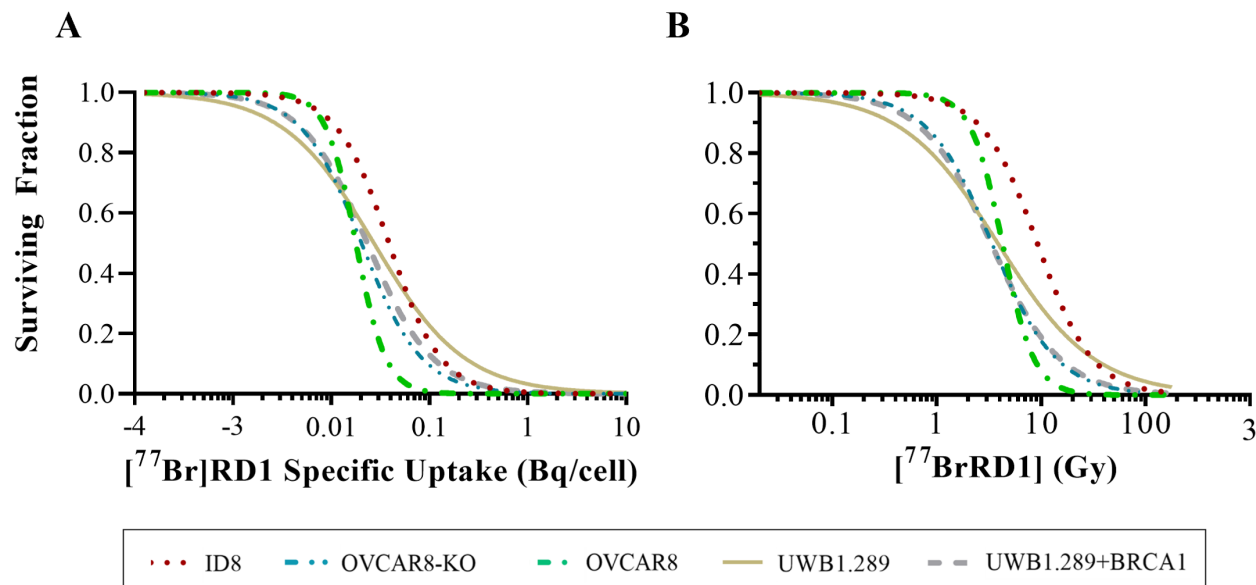 A
B
Surviving Fraction
1.0
0.8
0.6
0.4
0.2
0.0
-4 -3 0.01 0.1 1 10
[⁷⁷Br]RD1 Specific Uptake (Bq/cell)
1.0
0.8
0.6
0.4
0.2
0.0
0.1 1 10 100 3
[⁷⁷BrRD1] (Gy)
ID8 OVCAR8-KO OVCAR8 UWB1.289 UWB1.289+BRCA1